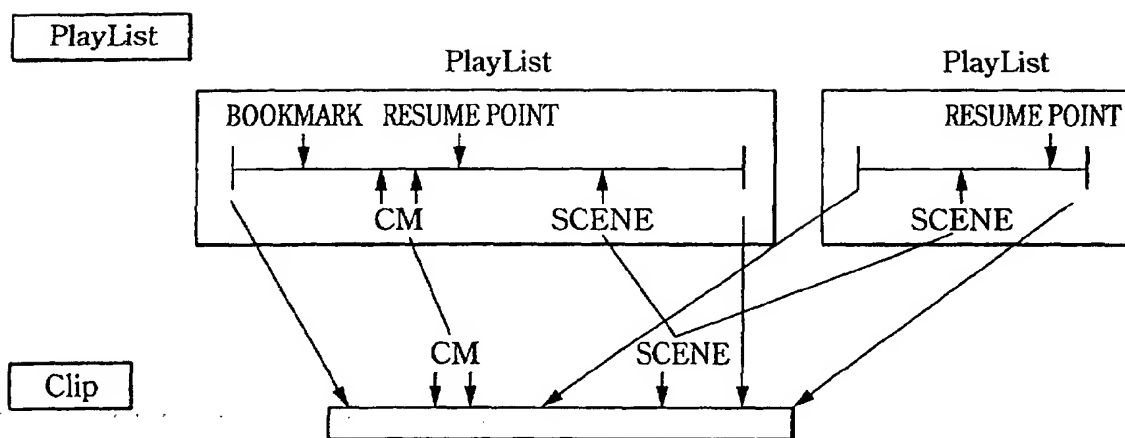 PlayList
PlayList PlayList
BOOKMARK RESUME POINT RESUME POINT
CM SCENE SCENE
CM SCENE
Clip